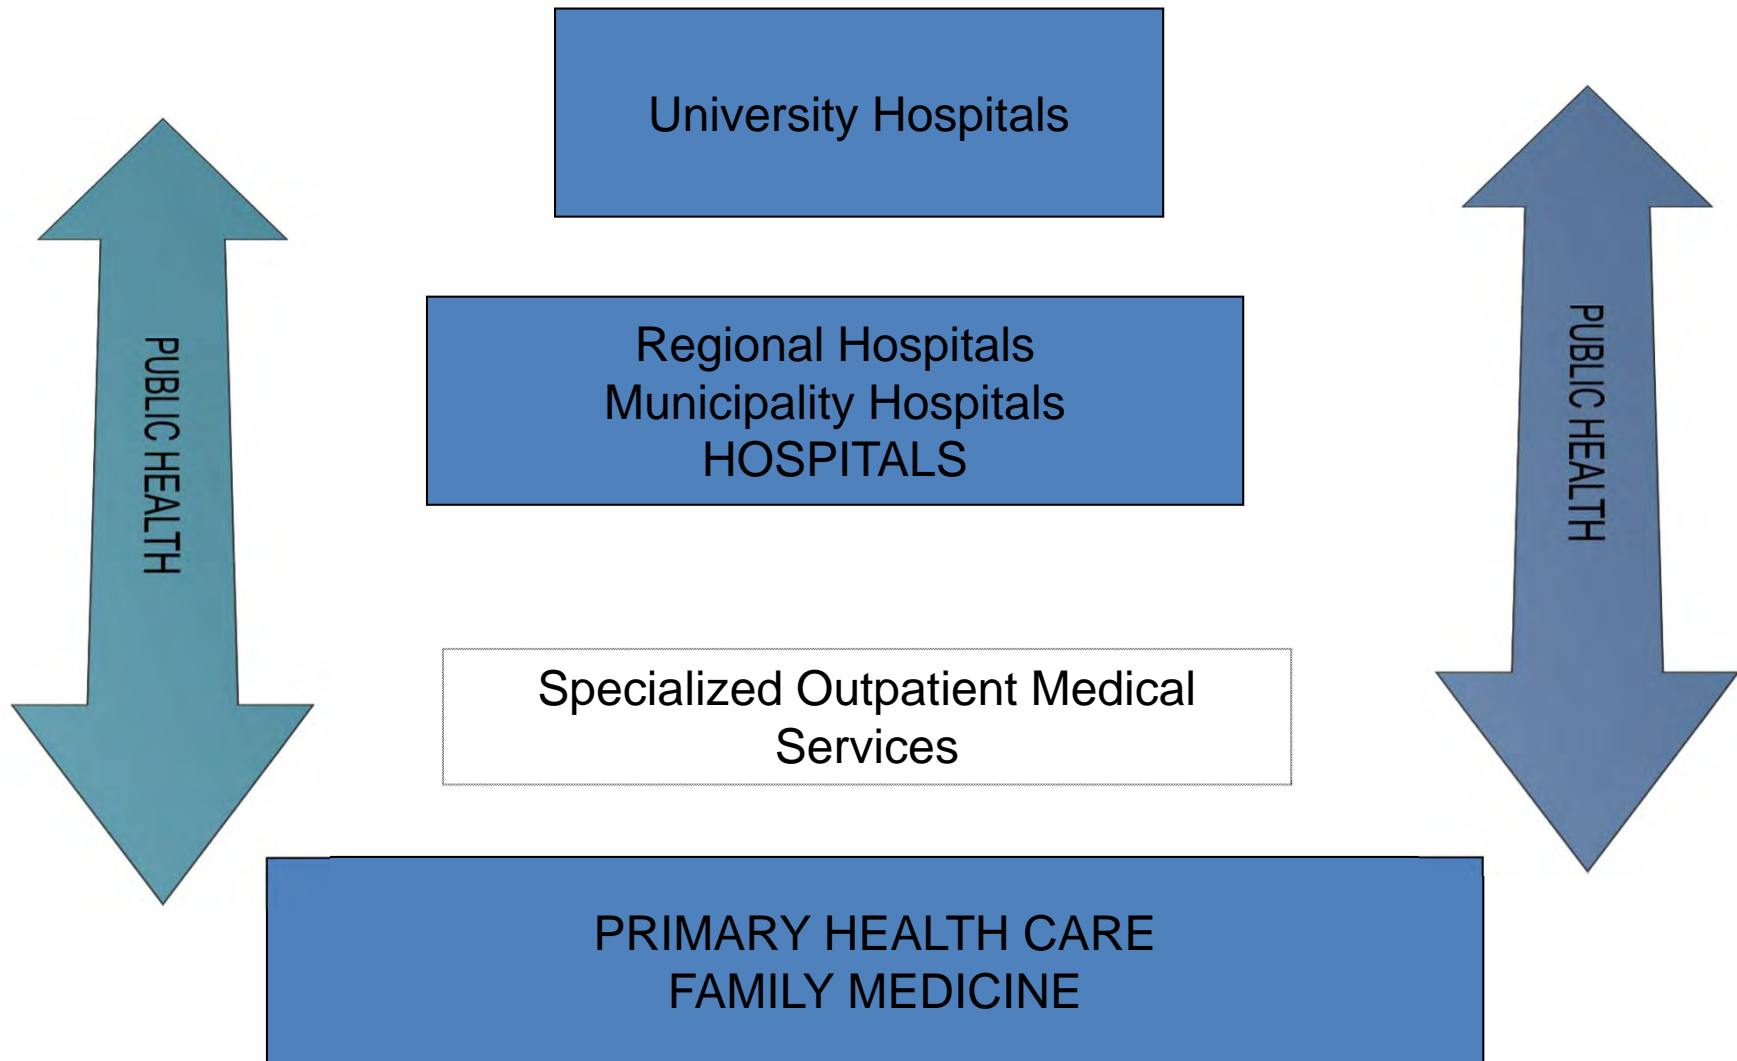 University Hospitals
PUBLIC HEALTH
PUBLIC HEALTH
Regional Hospitals
Municipality Hospitals
HOSPITALS
Specialized Outpatient Medical
Services
PRIMARY HEALTH CARE
FAMILY MEDICINE